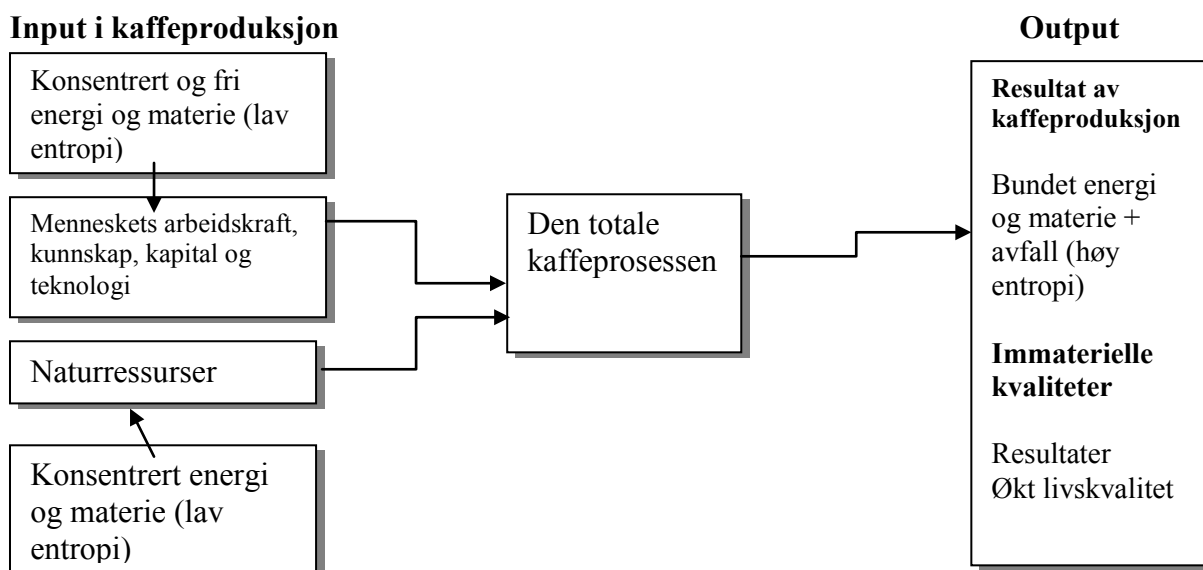 Input i kaffeproduksjon
Konsentrert og fri
energi og materie (lav
entropi)
Menneskets arbeidskraft,
kunnskap, kapital og
teknologi
Naturressurser
Konsentrert energi
og materie (lav
entropi)
Den totale
kaffeprosessen
Output
Resultat av
kaffeproduksjon
Bundet energi
og materie +
avfall (høy
entropi)
Immaterielle
kvaliteter
Resultater
Økt livskvalitet